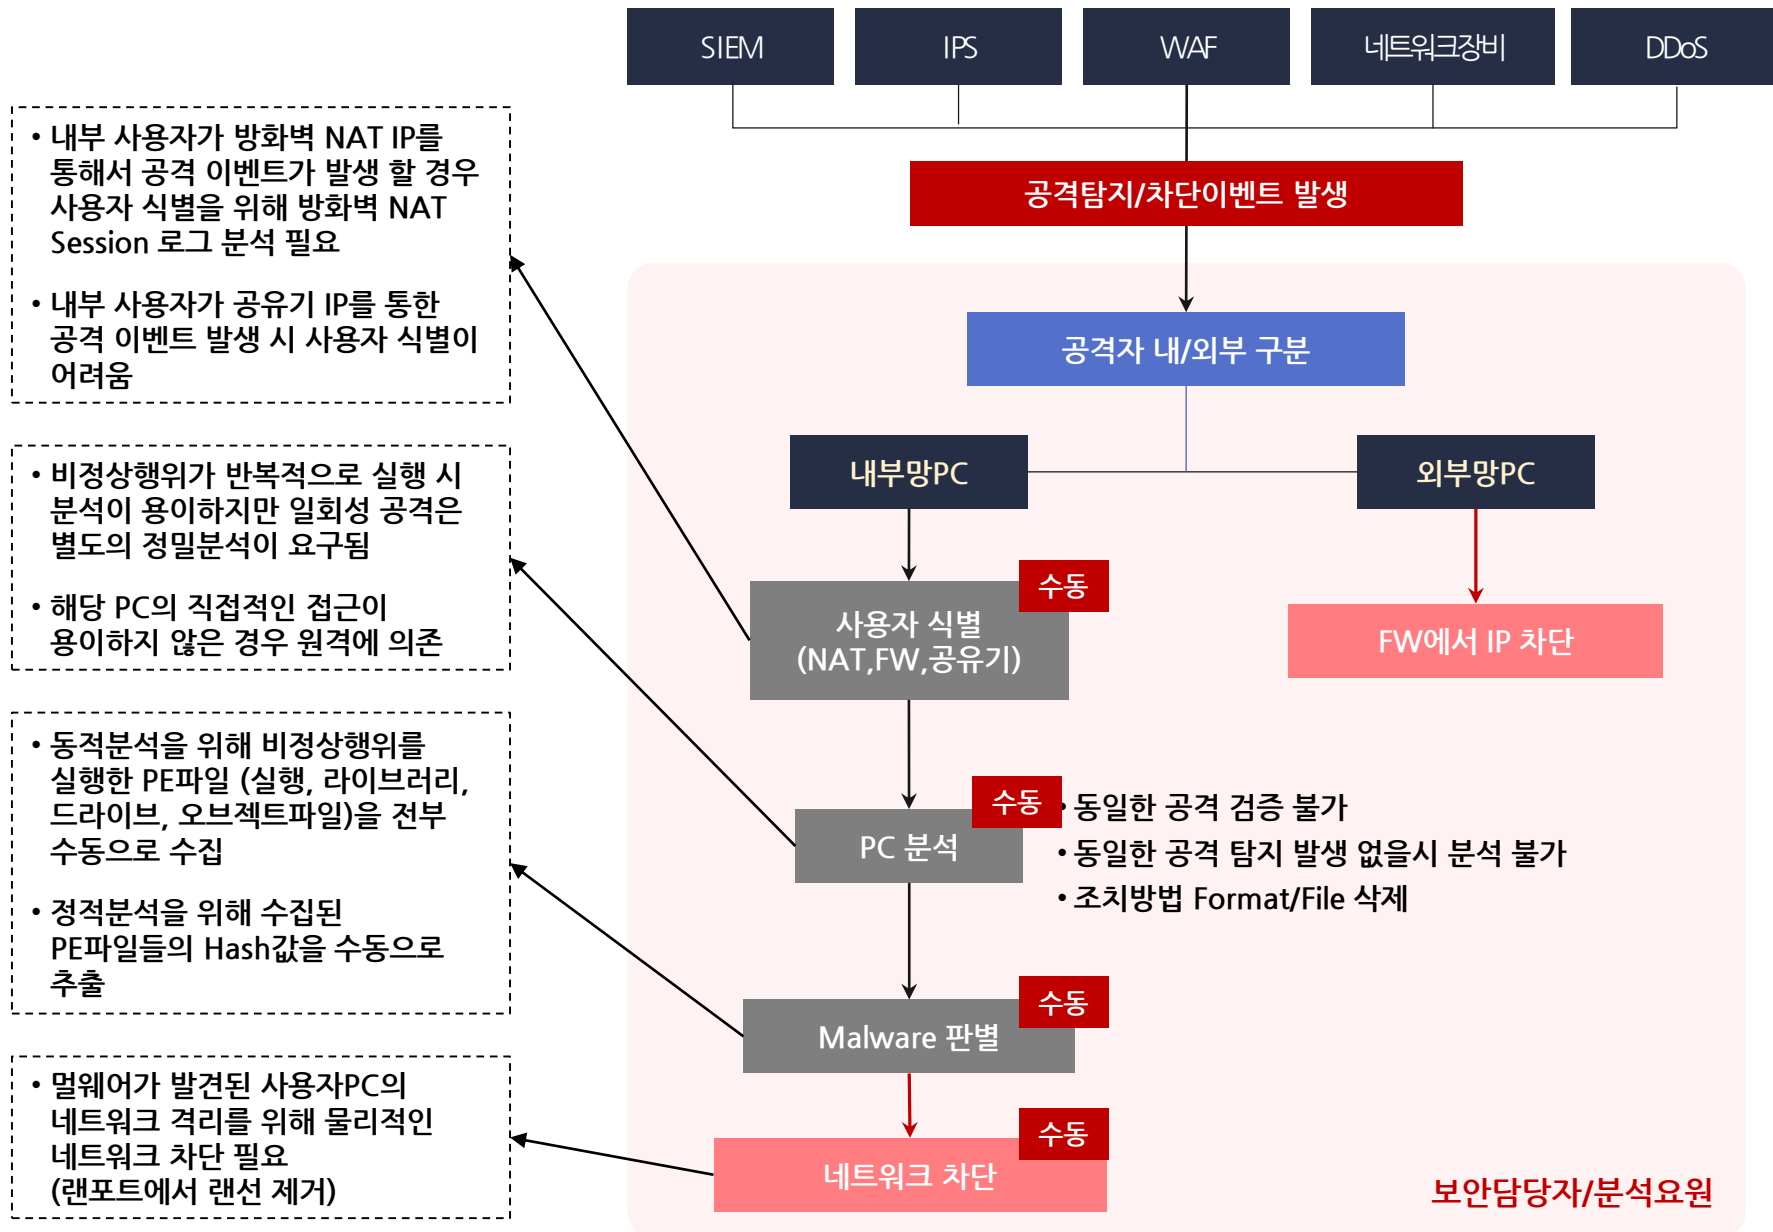 SIEM
IPS
WAF
네트워크장비
DDoS
• 내부 사용자가 방화벽 NAT IP를
통해서 공격 이벤트가 발생 할 경우
사용자 식별을 위해 방화벽 NAT
Session 로그 분석 필요
• 내부 사용자가 공유기 IP를 통한
공격 이벤트 발생 시 사용자 식별이
어려움
공격탐지/차단이벤트 발생
공격자 내/외부 구분
내부망PC
외부망PC
• 비정상행위가 반복적으로 실행 시
분석이 용이하지만 일회성 공격은
별도의 정밀분석이 요구됨
• 해당 PC의 직접적인 접근이
용이하지 않은 경우 원격에 의존
수동
사용자 식별
(NAT,FW,공유기)
FW에서 IP 차단
• 동적분석을 위해 비정상행위를
실행한 PE파일 (실행, 라이브러리,
드라이브, 오브젝트파일)을 전부
수동으로 수집
• 정적분석을 위해 수집된
PE파일들의 Hash값을 수동으로
추출
수동
PC 분석
• 동일한 공격 검증 불가
• 동일한 공격 탐지 발생 없을시 분석 불가
• 조치방법 Format/File 삭제
수동
Malware 판별
• 멀웨어가 발견된 사용자PC의
네트워크 격리를 위해 물리적인
네트워크 차단 필요
(랜포트에서 랜선 제거)
수동
네트워크 차단
보안담당자/분석요원